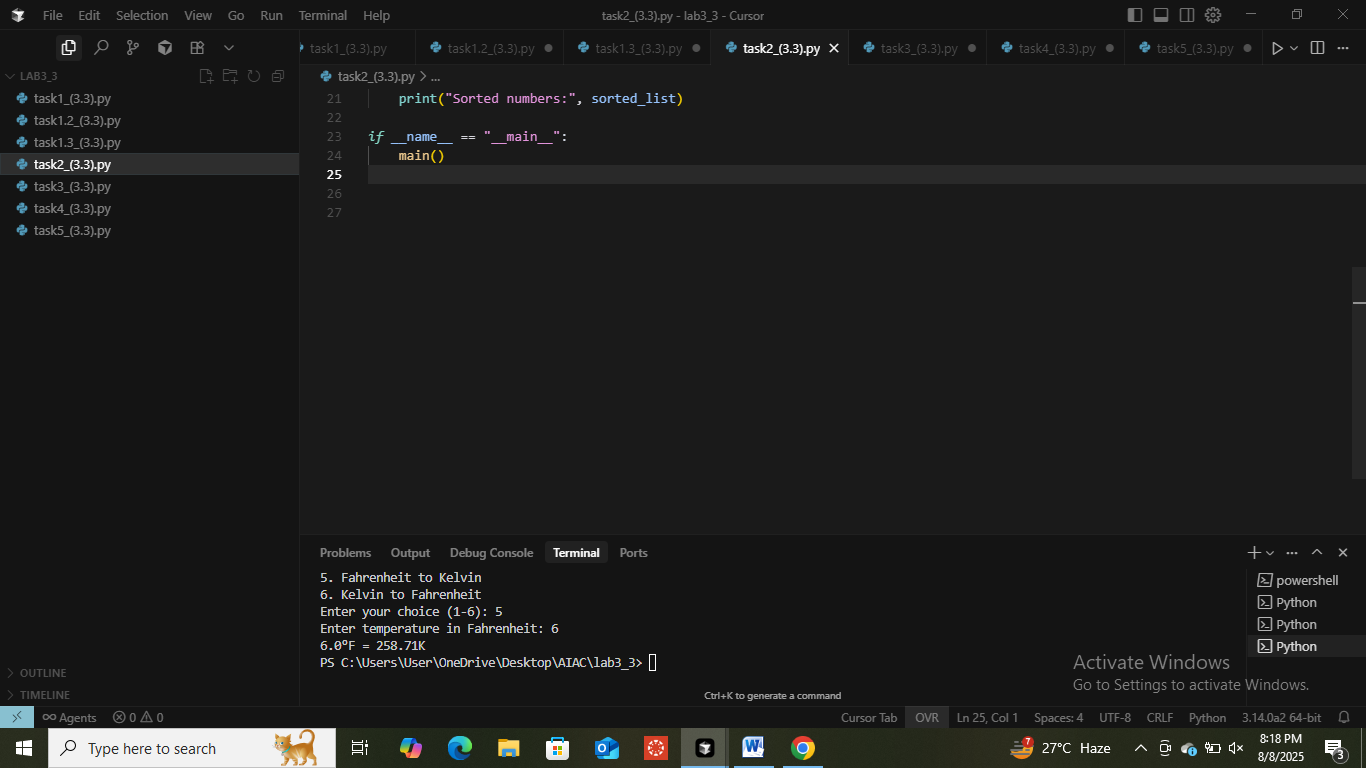 File Edit Selection View Go Run Terminal Help
task2_(3.3).py - lab3_3 - Cursor
task1_(3.3).py task1.2_(3.3).py task1.3_(3.3).py task2_(3.3).py task3_(3.3).py task4_(3.3).py task5_(3.3).py
LAB3_3
task1_(3.3).py
task1.2_(3.3).py
task1.3_(3.3).py
task2_(3.3).py
task3_(3.3).py
task4_(3.3).py
task5_(3.3).py
OUTLINE
TIMELINE
task2_(3.3).py > ...
21 print("Sorted numbers:", sorted_list)
22
23 if __name__ == "__main__":
24 main()
25
26
27
Problems Output Debug Console Terminal Ports
5. Fahrenheit to Kelvin
6. Kelvin to Fahrenheit
Enter your choice (1-6): 5
Enter temperature in Fahrenheit: 6
6.0°F = 258.71K
PS C:\Users\User\OneDrive\Desktop\AIAC\lab3_3>
Ctrl+K to generate a command
powershell
Python
Python
Python
Activate Windows
Go to Settings to activate Windows.
Agents 0 0 Cursor Tab OVR Ln 25, Col 1 Spaces: 4 UTF-8 CRLF Python 3.14.0a2 64-bit
Type here to search
7 27°C Haze
8:18 PM
8/8/2025
3